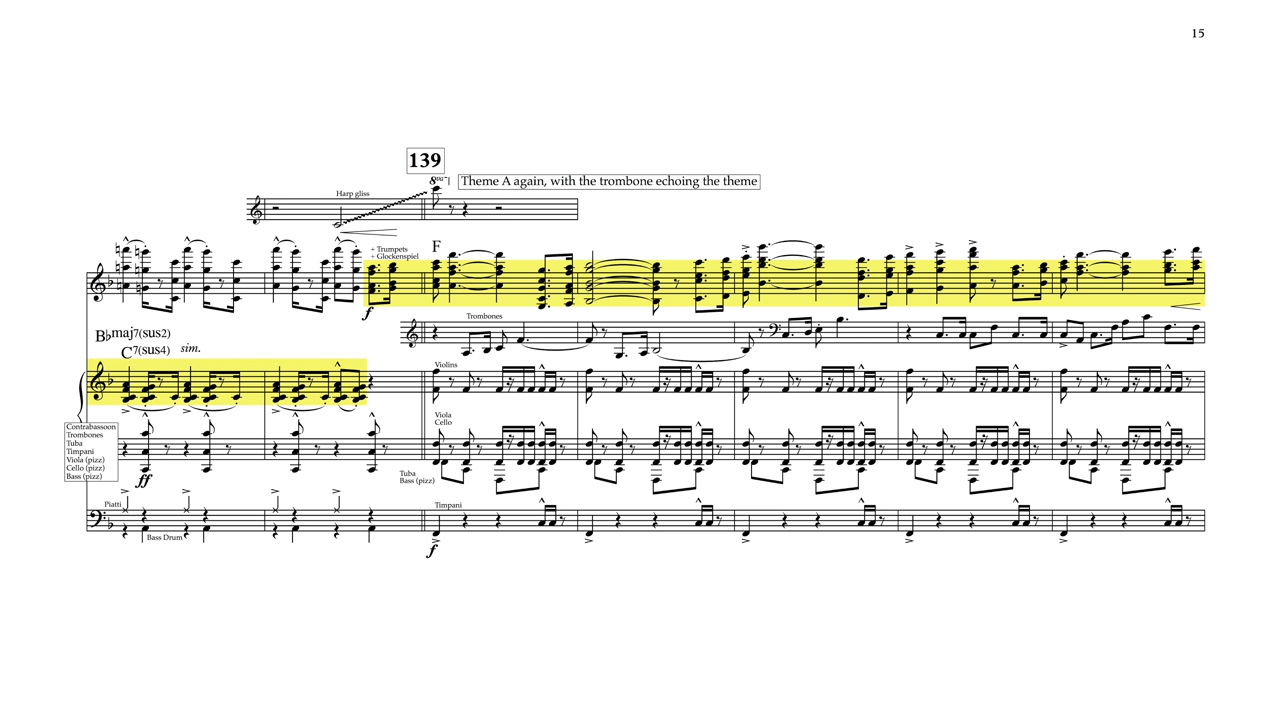 15
139
8va
Theme A again, with the trombone echoing the theme
Harp gliss
+ Trumpets
+ Glockenspiel
F
f
Trombones
B♭maj7(sus2)
C7(sus4) sim.
Violins
Viola
Cello
Contrabassoon
Trombones
Tuba
Timpani
Viola (pizz)
Cello (pizz)
Bass (pizz)
ff
Tuba
Bass (pizz)
Piatti
Timpani
Bass Drum
f